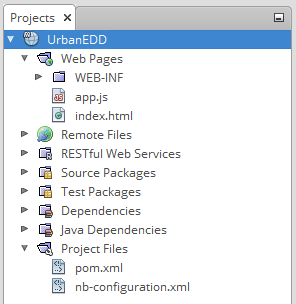 Projects
UrbanEDD
Web Pages
WEB-INF
app.js
index.html
Remote Files
RESTful Web Services
Source Packages
Test Packages
Dependencies
Java Dependencies
Project Files
pom.xml
nb-configuration.xml